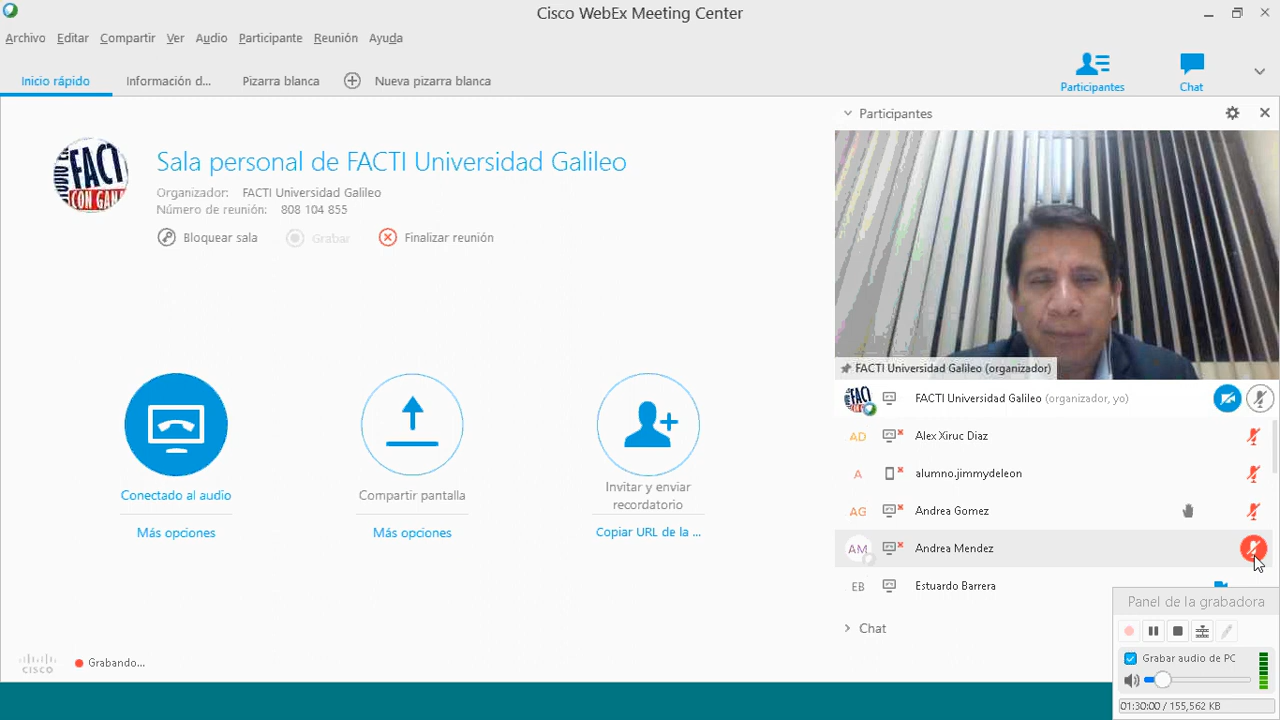 Cisco WebEx Meeting Center
Archivo Editar Compartir Ver Audio Participante Reunión Ayuda
Inicio rápido Información d... Pizarra blanca Nueva pizarra blanca
Participantes Chat
Participantes
FACTI
CON GAN
Sala personal de FACTI Universidad Galileo
Organizador: FACTI Universidad Galileo
Número de reunión: 808 104 855
Bloquear sala Grabar Finalizar reunión
FACTI Universidad Galileo (organizador)
FACTI Universidad Galileo (organizador, yo)
AD Alex Xiruc Diaz
A alumno.jimmydeleon
AG Andrea Gomez
AM Andrea Mendez
EB Estuardo Barrera
Conectado al audio
Más opciones
Compartir pantalla
Más opciones
Invitar y enviar
recordatorio
Copiar URL de la ...
Chat
Panel de la grabadora
Grabar audio de PC
01:30:00 / 155,562 KB
CISCO
Grabando...